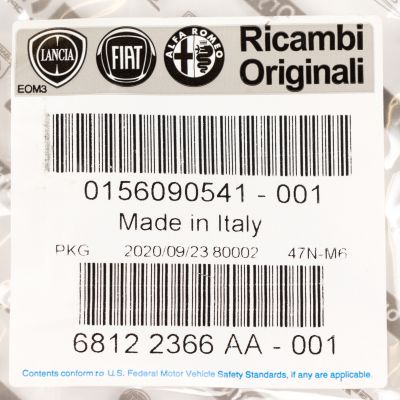 LANCIA FIAT ALFA ROMEO Ricambi
Originali
EOM3
0156090541 - 001
Made in Italy
PKG 2020/09/23 80002 47N-M6
6812 2366 AA - 001
Contents conform to U.S. Federal Motor Vehicle Safety Standards, if any are applicable.